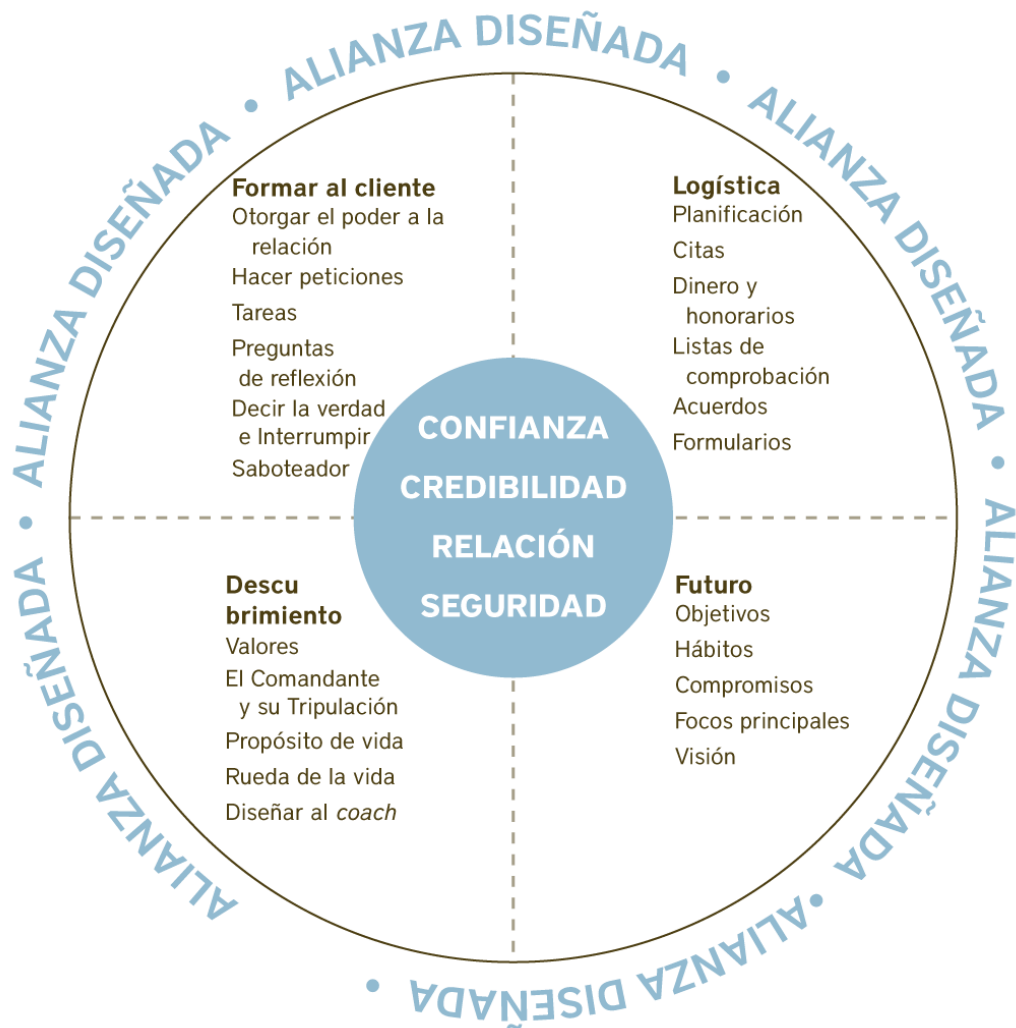 ALIANZA DISEÑADA • ALIANZA DISEÑADA • ALIANZA DISEÑADA • ALIANZA DISEÑADA • ALIANZA DISEÑADA • ALIANZA DISEÑADA •
Formar al cliente
Otorgar el poder a la
relación
Hacer peticiones
Tareas
Preguntas
de reflexión
Decir la verdad
e Interrumpir
Saboteador
Logística
Planificación
Citas
Dinero y
honorarios
Listas de
comprobación
Acuerdos
Formularios
CONFIANZA
CREDIBILIDAD
RELACIÓN
SEGURIDAD
Descu
brimiento
Valores
El Comandante
y su Tripulación
Propósito de vida
Rueda de la vida
Diseñar al coach
Futuro
Objetivos
Hábitos
Compromisos
Focos principales
Visión